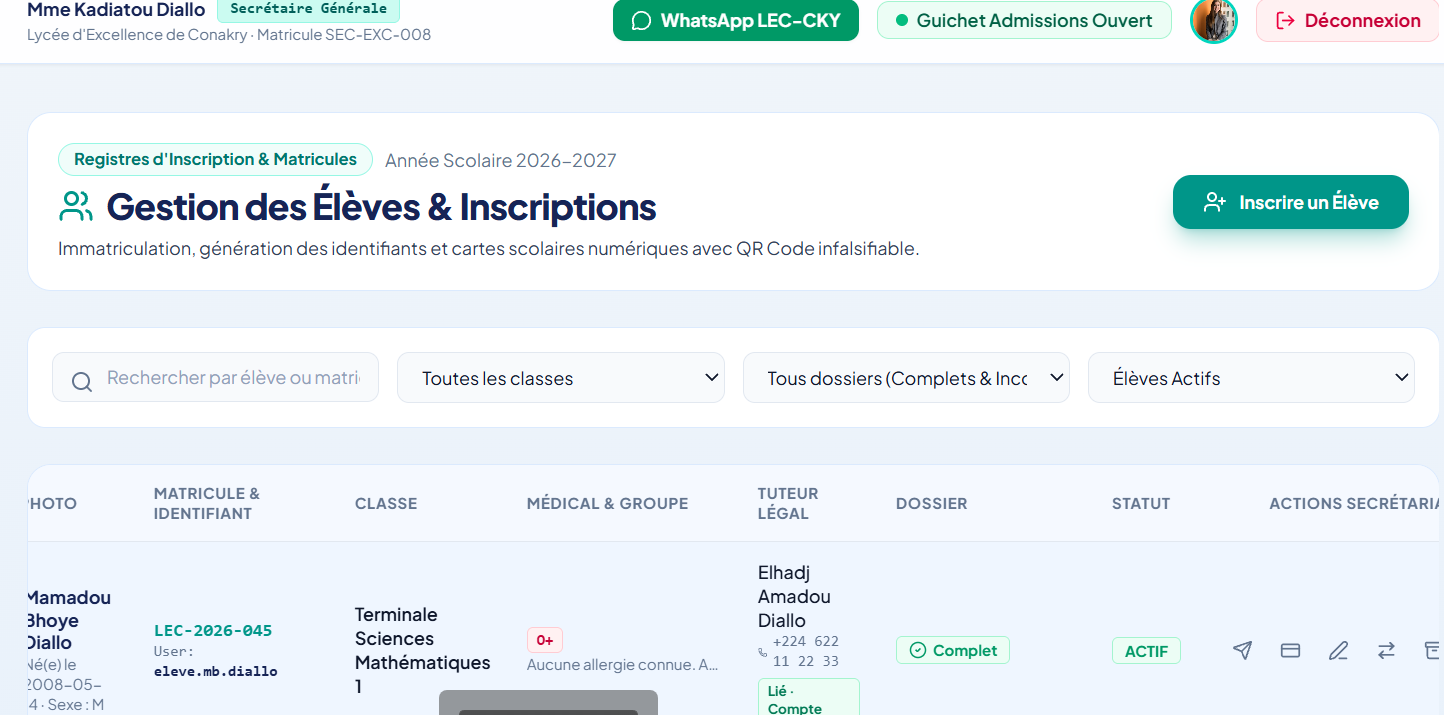 Mme Kadiatou Diallo
Secrétaire Générale
Lycée d'Excellence de Conakry · Matricule SEC-EXC-008
WhatsApp LEC-CKY
Guichet Admissions Ouvert
Déconnexion
Registres d'Inscription & Matricules
Année Scolaire 2026–2027
Gestion des Élèves & Inscriptions
Immatriculation, génération des identifiants et cartes scolaires numériques avec QR Code infalsifiable.
Inscrire un Élève
Rechercher par élève ou matri
Toutes les classes
Tous dossiers (Complets & Inco
Élèves Actifs
HOTO
MATRICULE &
IDENTIFIANT
CLASSE
MÉDICAL & GROUPE
TUTEUR
LÉGAL
DOSSIER
STATUT
ACTIONS SECRÉTARIA
Mamadou
Bhoye
Diallo
Né(e) le
2008-05-
4 · Sexe : M
LEC-2026-045
User:
eleve.mb.diallo
Terminale
Sciences
Mathématiques
1
0+
Aucune allergie connue. A...
Elhadj
Amadou
Diallo
+224 622
11 22 33
Lié ·
Compte
Complet
ACTIF